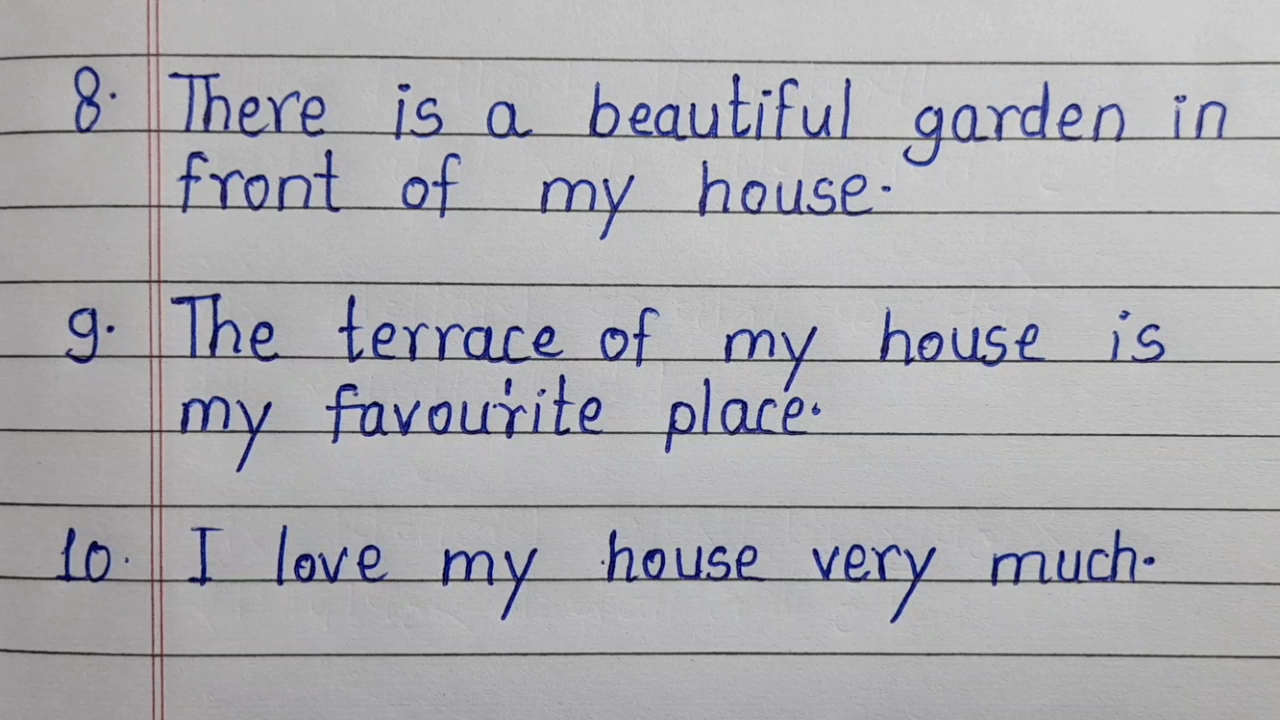 8. There is a beautiful garden in
front of my house.
9. The terrace of my house is
my favourite place.
10. I love my house very much.